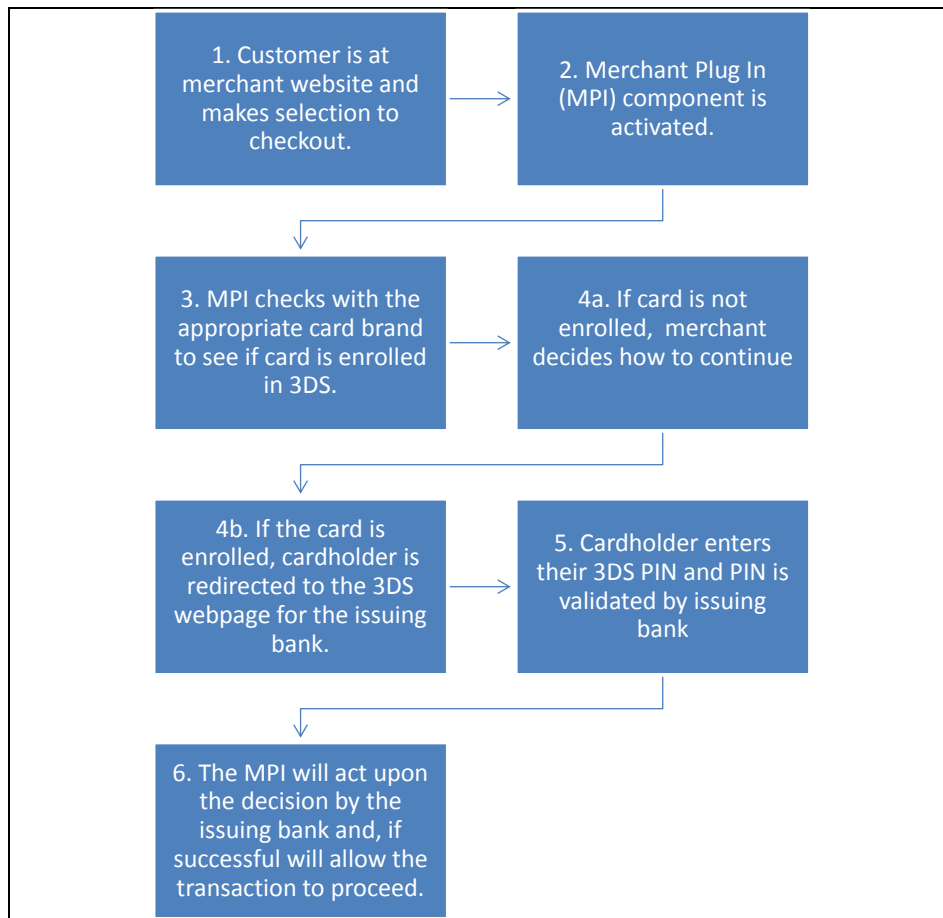 1. Customer is at
merchant website and
makes selection to
checkout.
2. Merchant Plug In
(MPI) component is
activated.
3. MPI checks with the
appropriate card brand
to see if card is enrolled
in 3DS.
4a. If card is not
enrolled,  merchant
decides how to continue
4b. If the card is
enrolled, cardholder is
redirected to the 3DS
webpage for the issuing
bank.
5. Cardholder enters
their 3DS PIN and PIN is
validated by issuing
bank
6. The MPI will act upon
the decision by the
issuing bank and, if
successful will allow the
transaction to proceed.